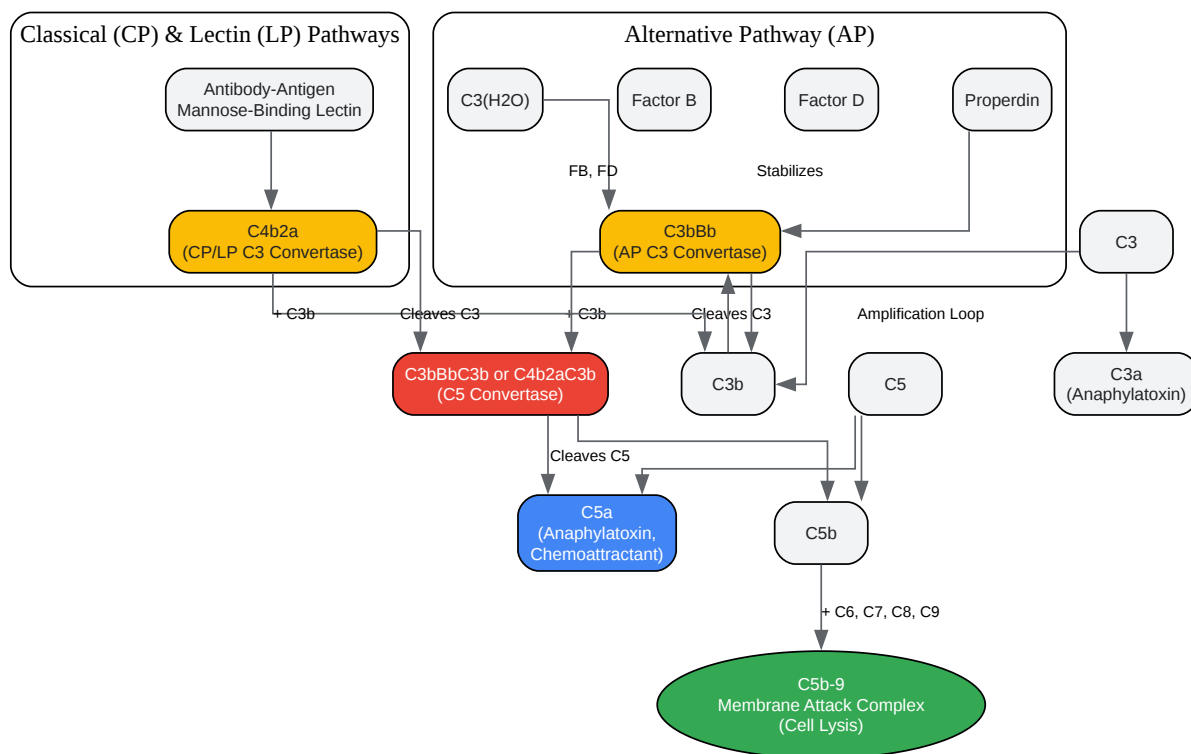 Classical (CP) & Lectin (LP) Pathways
Alternative Pathway (AP)
Antibody-Antigen
Mannose-Binding Lectin
C3(H2O)
Factor B
Factor D
Properdin
FB, FD
Stabilizes
C4b2a
(CP/LP C3 Convertase)
C3bBb
(AP C3 Convertase)
C3
+ C3b
Cleaves C3
+ C3b
Cleaves C3
Amplification Loop
C3bBbC3b or C4b2aC3b
(C5 Convertase)
C3b
C5
C3a
(Anaphylatoxin)
Cleaves C5
C5a
(Anaphylatoxin,
Chemoattractant)
C5b
+ C6, C7, C8, C9
C5b-9
Membrane Attack Complex
(Cell Lysis)